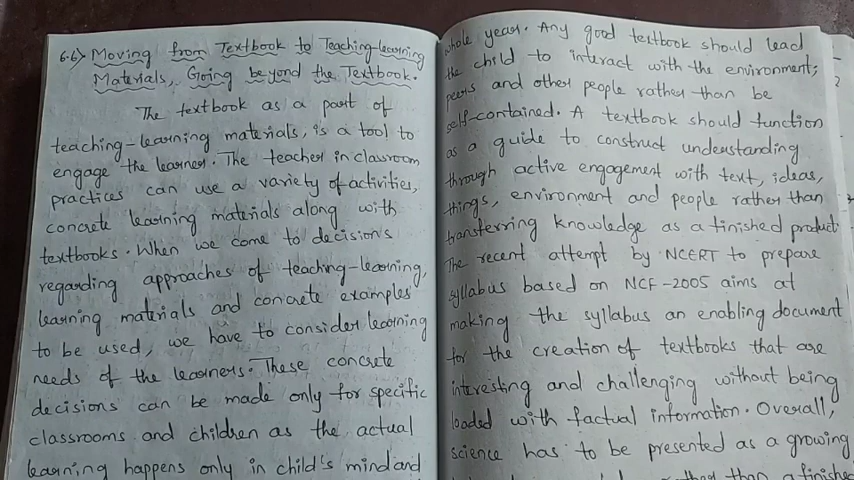 6.6) Moving from Textbook to Teaching-learning
Materials, Going beyond the Textbook.
The textbook as a part of
teaching-learning materials, is a tool to
engage the learner. The teacher in classroom
practices can use a variety of activities,
concrete learning materials along with
textbooks. When we come to decision's
regarding approaches of teaching-learning,
learning materials and concrete examples
to be used, we have to consider learning
needs of the learners. These concrete
decisions can be made only for specific
classrooms and children as the actual
learning happens only in child's mind and
whole year. Any good textbook should lead
the child to interact with the environment;
peers and other people rather than be
self-contained. A textbook should function
as a guide to construct understanding
through active engagement with text, ideas,
things, environment and people rather than
transferring knowledge as a finished product
The recent attempt by NCERT to prepare
syllabus based on NCF-2005 aims at
making the syllabus an enabling document
for the creation of textbooks that are
interesting and challenging without being
loaded with factual information. Overall,
science has to be presented as a growing
than a finished